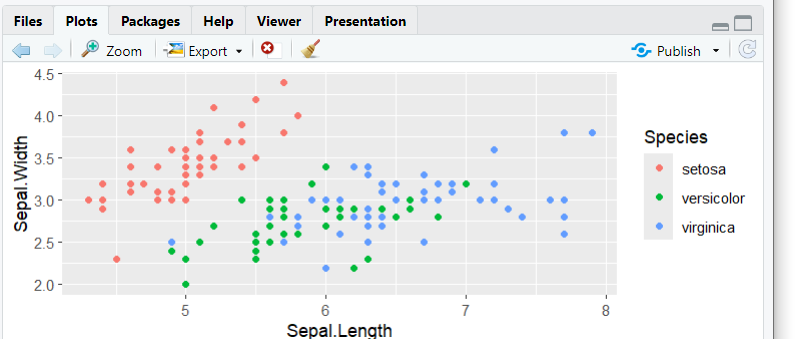 Files Plots Packages Help Viewer Presentation
Zoom Export Publish
4.5
4.0
3.5
3.0
2.5
2.0
Sepal.Width
5 6 7 8
Sepal.Length
Species
setosa
versicolor
virginica